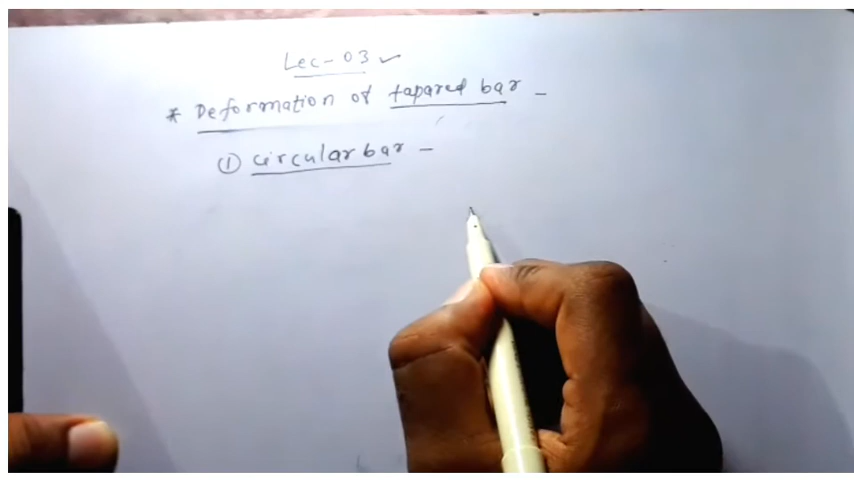 Lec-03 ✓
* Deformation of tapared bar -
① circular bar -